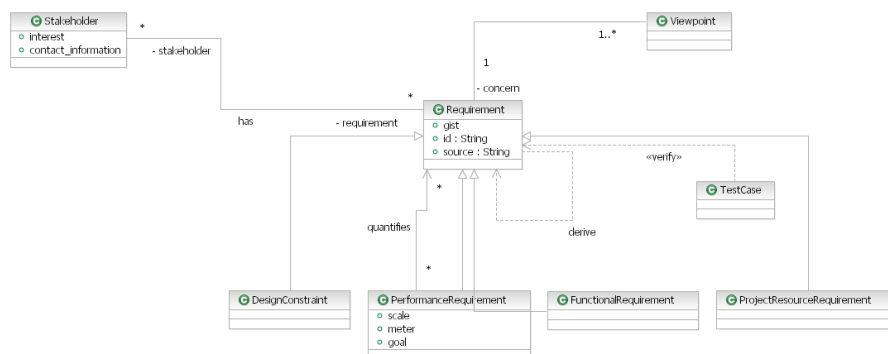 Stakeholder
interest
contact_information
*
- stakeholder
has
*
- requirement
Viewpoint
1..*
1
- concern
Requirement
gist
id : String
source : String
«verify»
TestCase
derive
*
quantifies
*
DesignConstraint
PerformanceRequirement
scale
meter
goal
FunctionalRequirement
ProjectResourceRequirement